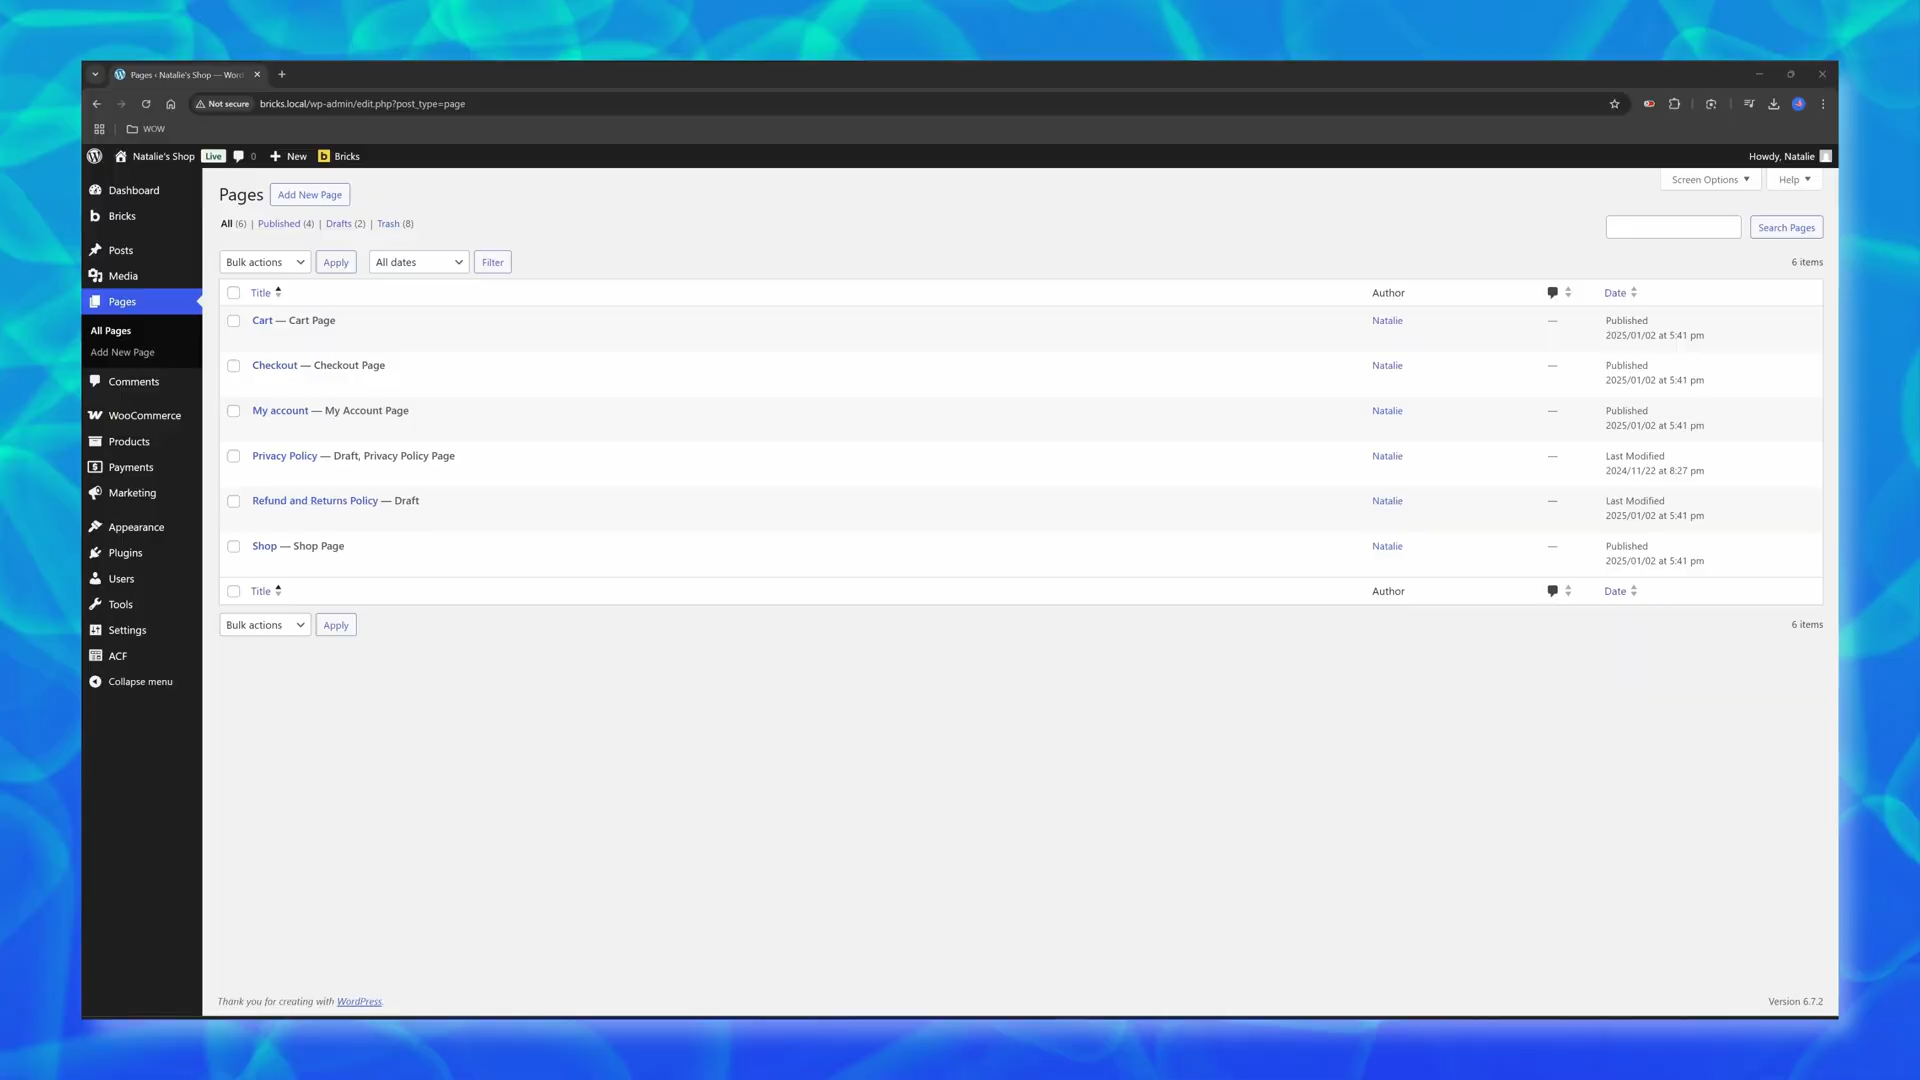 Pages ‹ Natalie's Shop — Word
Not secure
bricks.local/wp-admin/edit.php?post_type=page
WOW
Natalie's Shop
Live
0
New
b
Bricks
Howdy, Natalie
Dashboard
b
Bricks
Posts
Media
Pages
All Pages
Add New Page
Comments
WooCommerce
Products
Payments
Marketing
Appearance
Plugins
Users
Tools
Settings
ACF
Collapse menu
Pages
Add New Page
Screen Options
Help
All (6) | Published (4) | Drafts (2) | Trash (8)
Search Pages
Bulk actions
Apply
All dates
Filter
6 items
Title
Author
Date
Cart — Cart Page
Natalie
—
Published
2025/01/02 at 5:41 pm
Checkout — Checkout Page
Natalie
—
Published
2025/01/02 at 5:41 pm
My account — My Account Page
Natalie
—
Published
2025/01/02 at 5:41 pm
Privacy Policy — Draft, Privacy Policy Page
Natalie
—
Last Modified
2024/11/22 at 8:27 pm
Refund and Returns Policy — Draft
Natalie
—
Last Modified
2025/01/02 at 5:41 pm
Shop — Shop Page
Natalie
—
Published
2025/01/02 at 5:41 pm
Title
Author
Date
Bulk actions
Apply
6 items
Thank you for creating with WordPress.
Version 6.7.2